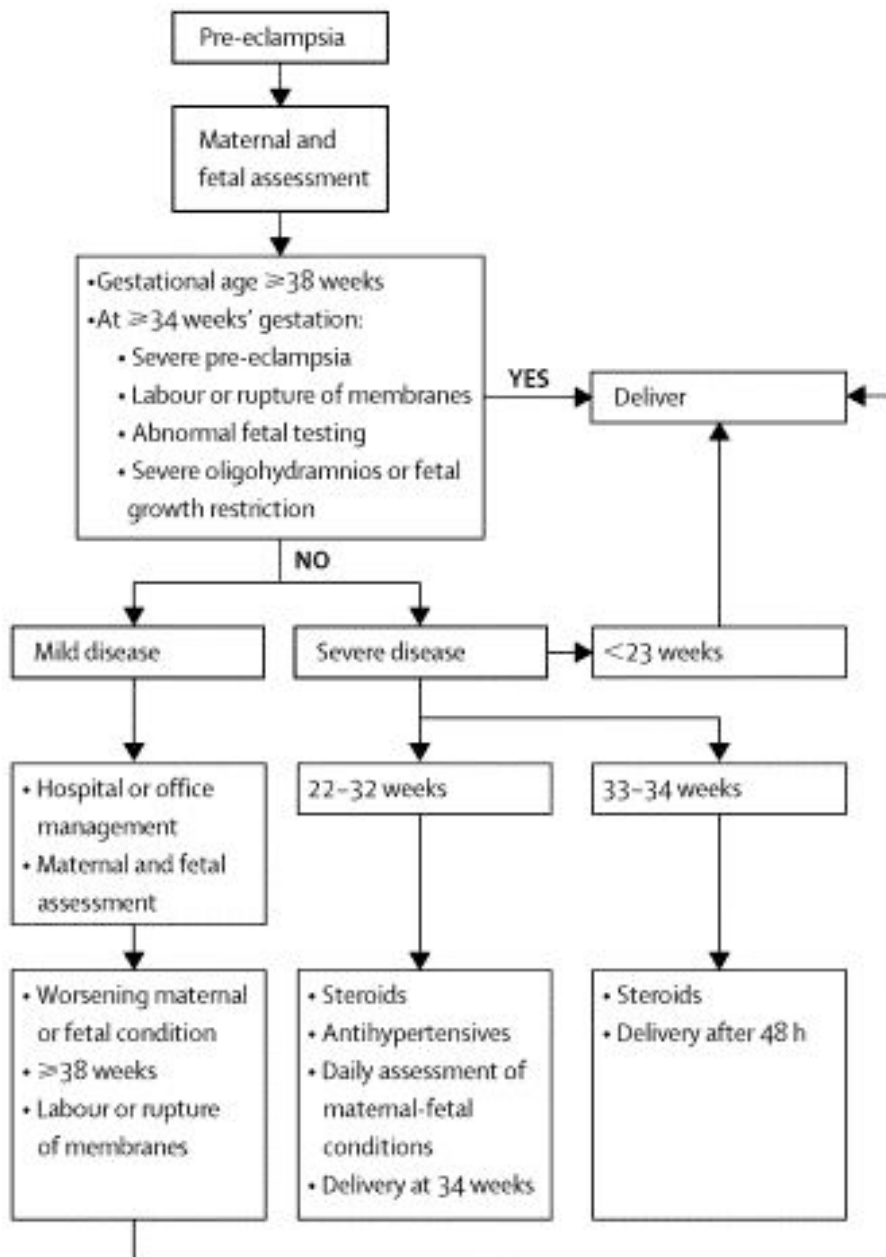 Pre-eclampsia
Maternal and
fetal assessment
•Gestational age ⩾38 weeks
•At ⩾34 weeks' gestation:
• Severe pre-eclampsia
• Labour or rupture of membranes
• Abnormal fetal testing
• Severe oligohydramnios or fetal
growth restriction
YES
Deliver
NO
Mild disease
Severe disease
<23 weeks
• Hospital or office
management
• Maternal and fetal
assessment
22–32 weeks
33–34 weeks
• Worsening maternal
or fetal condition
• ⩾38 weeks
• Labour or rupture
of membranes
• Steroids
• Antihypertensives
• Daily assessment of
maternal-fetal
conditions
• Delivery at 34 weeks
• Steroids
• Delivery after 48 h